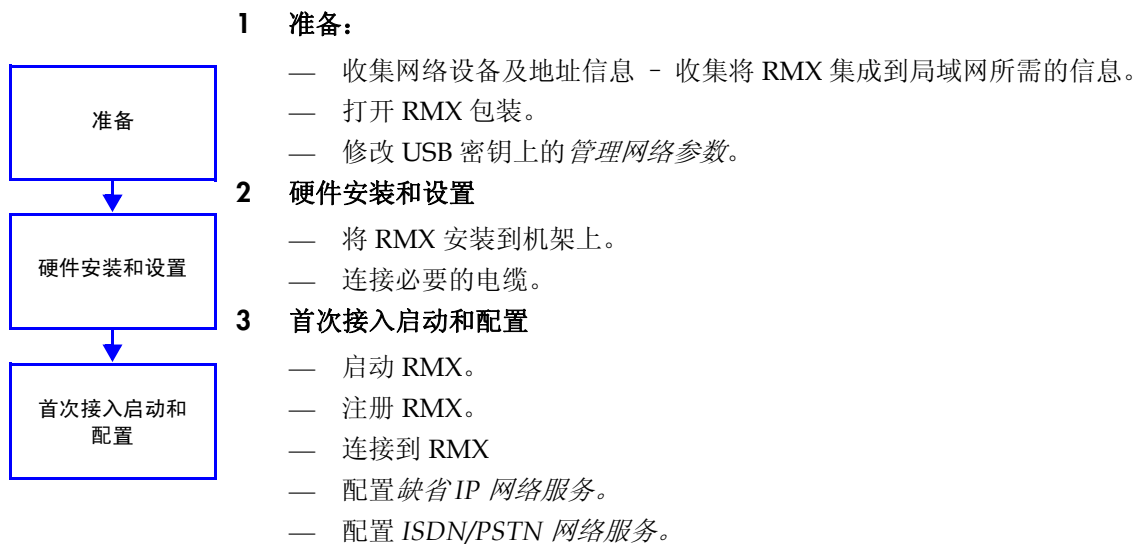 1 准备：
— 收集网络设备及地址信息 – 收集将 RMX 集成到局域网所需的信息。
— 打开 RMX 包装。
— 修改 USB 密钥上的管理网络参数。
2 硬件安装和设置
— 将 RMX 安装到机架上。
— 连接必要的电缆。
3 首次接入启动和配置
— 启动 RMX。
— 注册 RMX。
— 连接到 RMX
— 配置缺省 IP 网络服务。
— 配置 ISDN/PSTN 网络服务。
准备
硬件安装和设置
首次接入启动和
配置